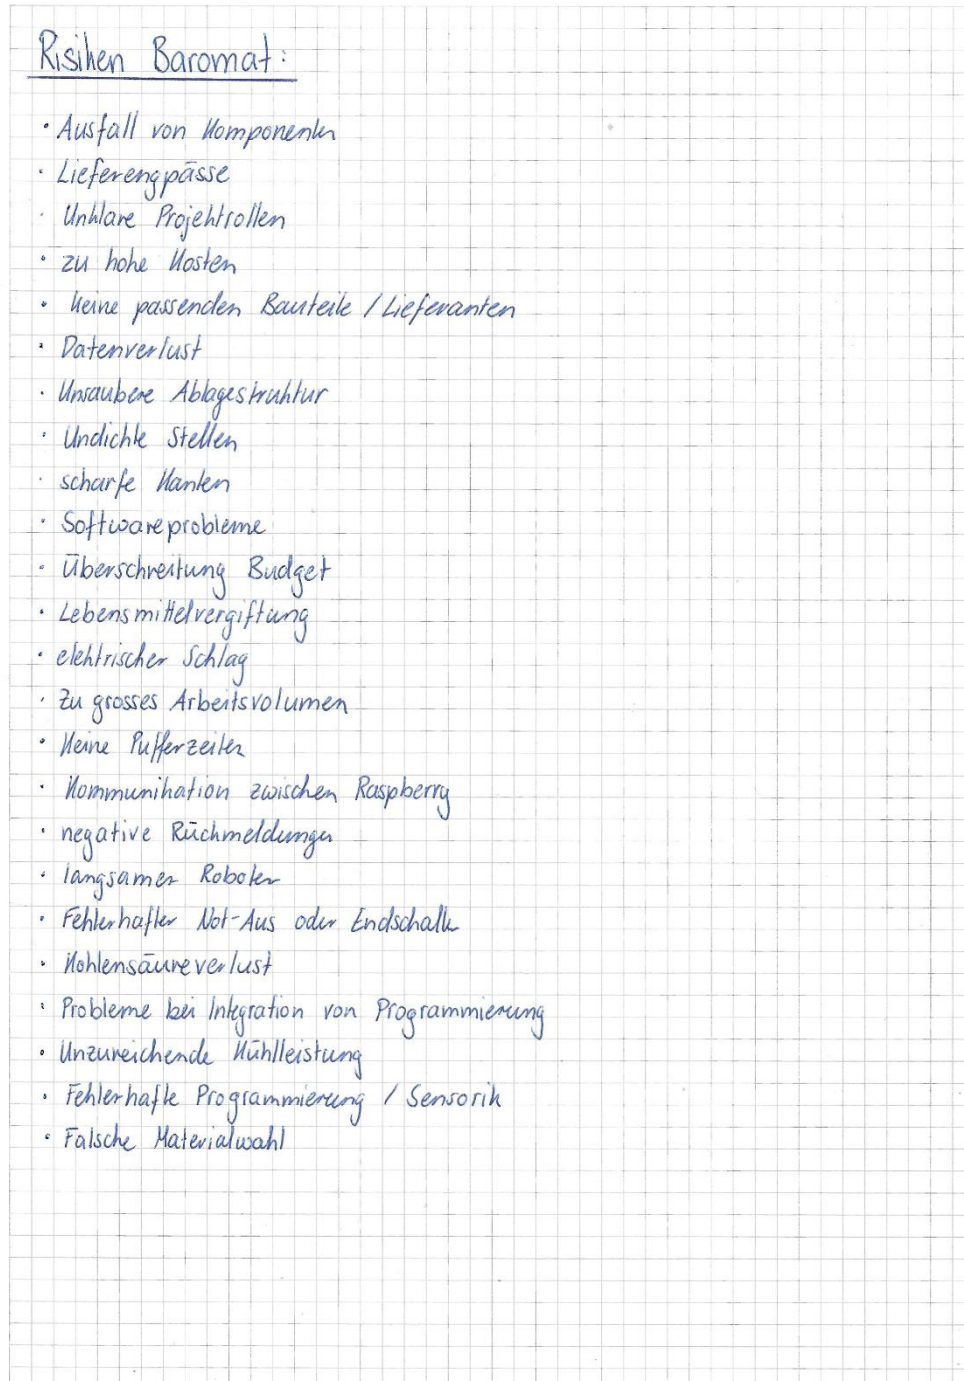 Risiken Baromat:
· Ausfall von Komponenten
· Lieferengpässe
· Unklare Projektrollen
· zu hohe Kosten
· Keine passenden Bauteile / Lieferanten
· Datenverlust
· Unsaubere Ablagestruktur
· Undichte Stellen
· scharfe Kanten
· Softwareprobleme
· Überschreitung Budget
· Lebensmittelvergiftung
· elektrischer Schlag
· Zu grosses Arbeitsvolumen
· Keine Pufferzeiten
· Kommunikation zwischen Raspberry
· negative Rückmeldungen
· langsamer Roboter
· Fehlerhafter Not-Aus oder Endschalter
· Kohlensäureverlust
· Probleme bei Integration von Programmierung
· Unzureichende Kühlleistung
· Fehlerhafte Programmierung / Sensorik
· Falsche Materialwahl